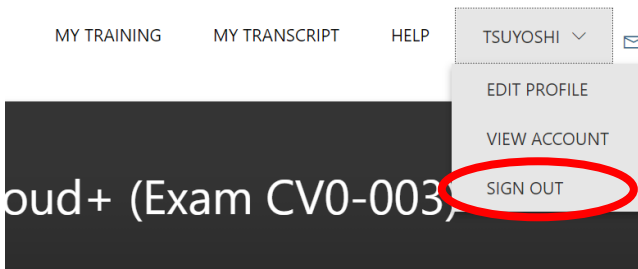 MY TRAINING MY TRANSCRIPT HELP TSUYOSHI
EDIT PROFILE
VIEW ACCOUNT
SIGN OUT
oud+ (Exam CV0-003)